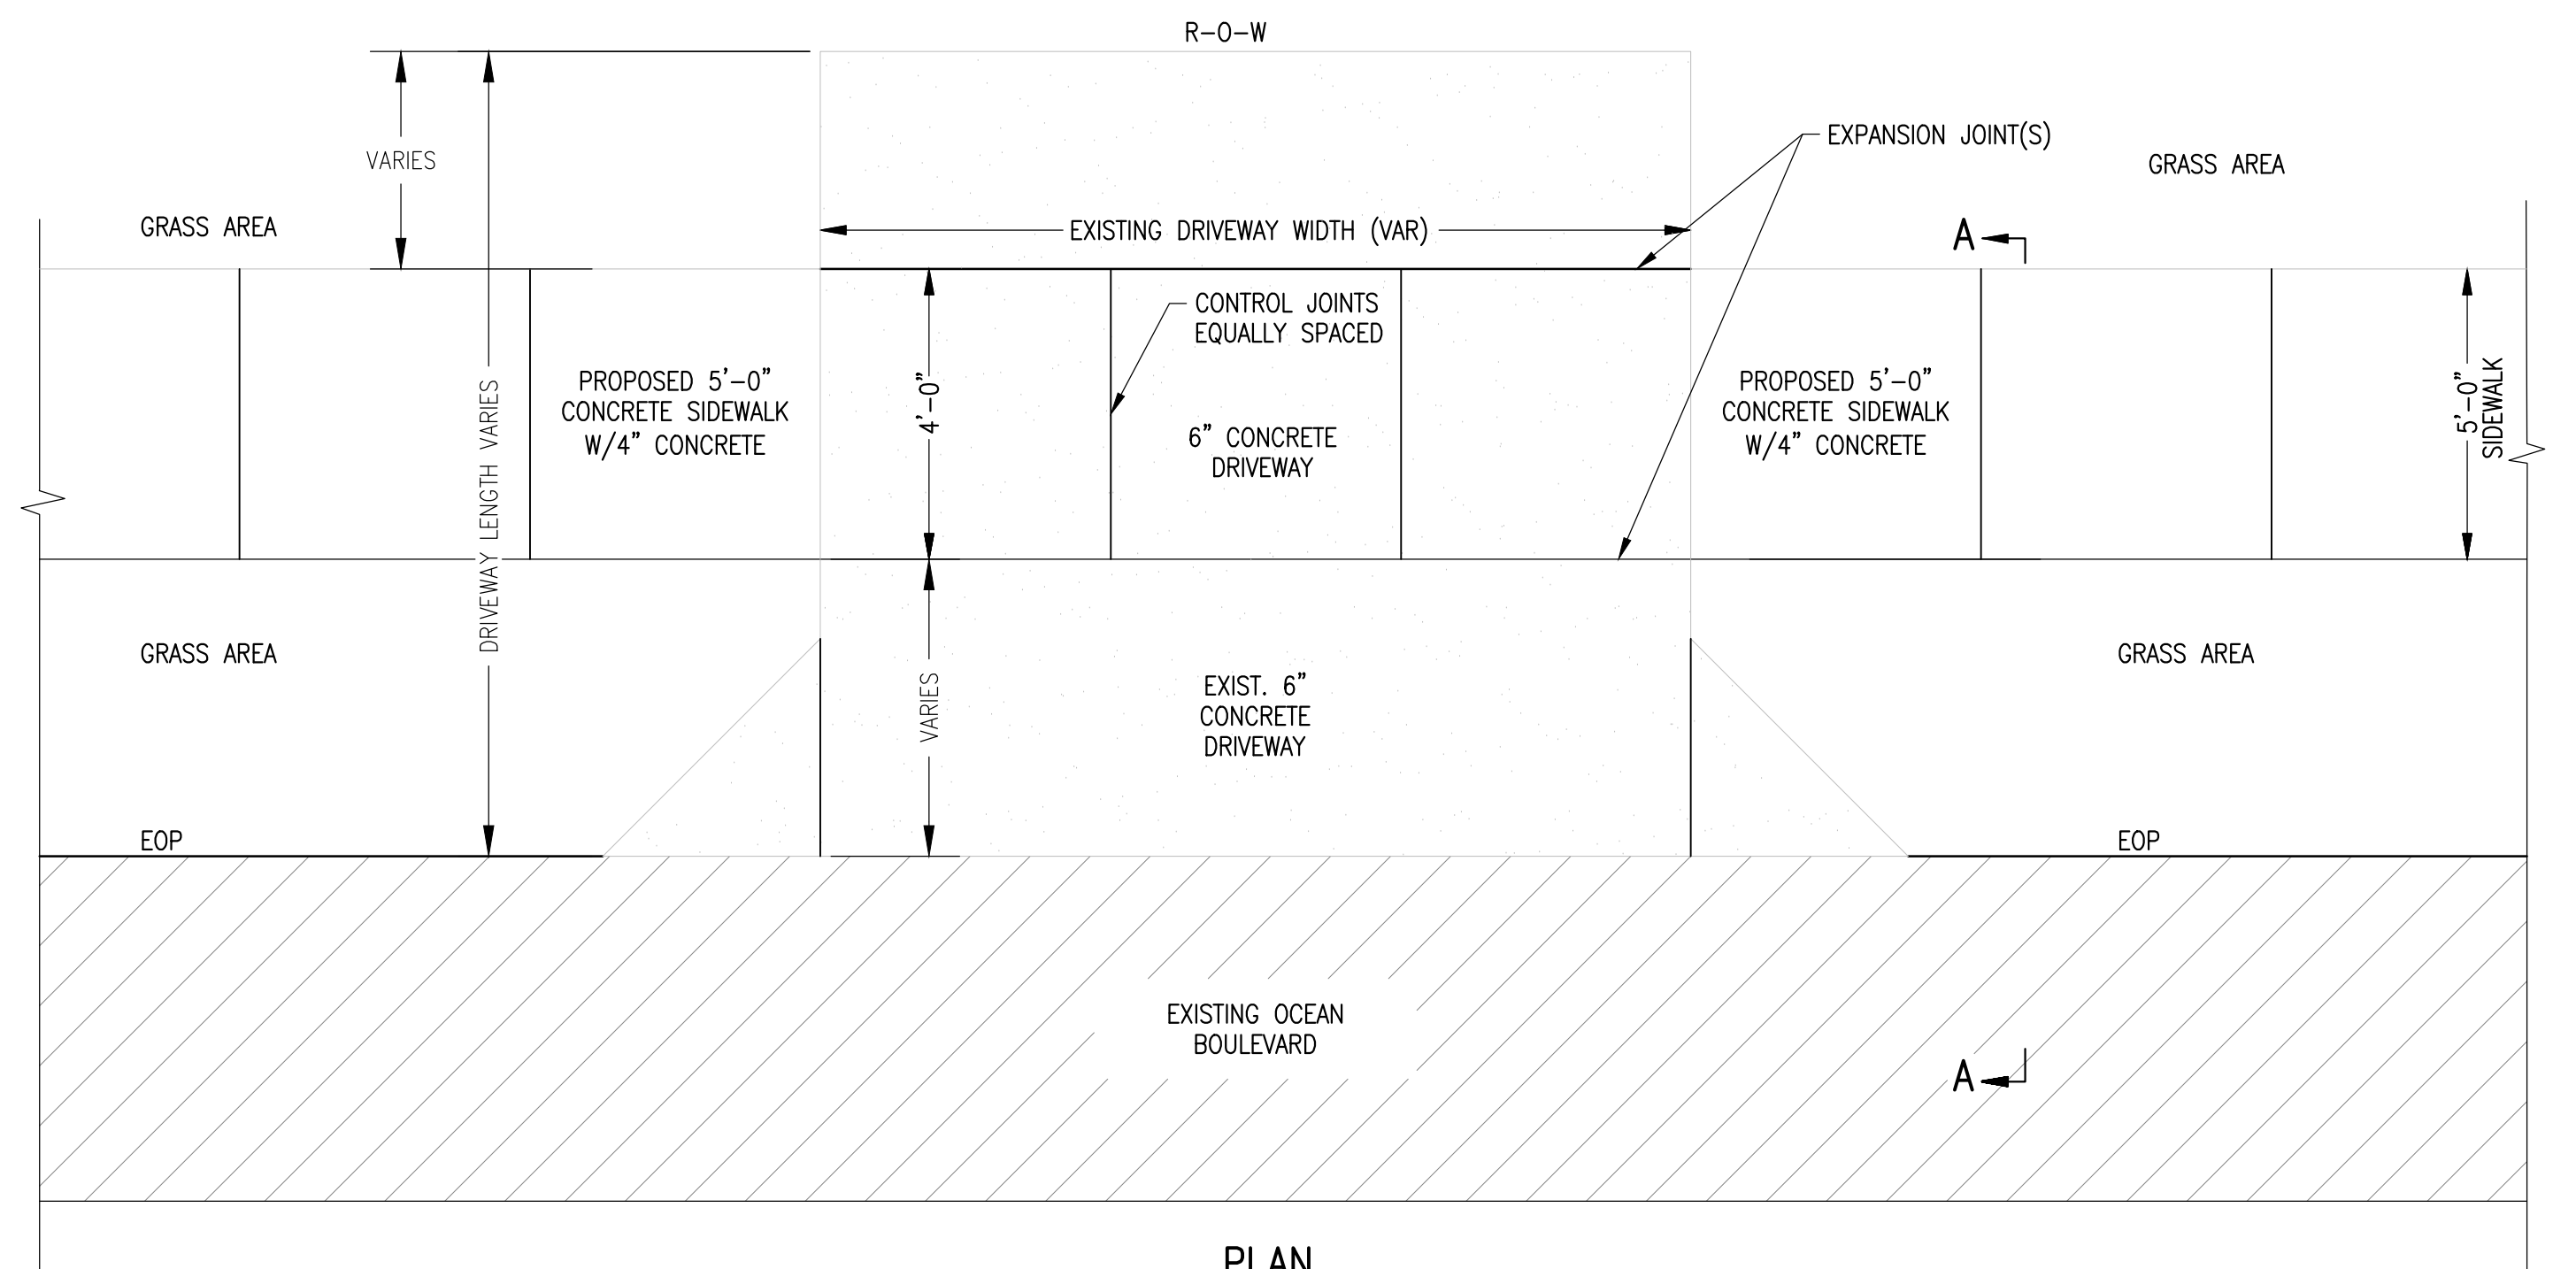 R-O-W
EXPANSION JOINT(S)
VARIES
GRASS AREA
GRASS AREA
EXISTING DRIVEWAY WIDTH (VAR)
A
CONTROL JOINTS
EQUALLY SPACED
PROPOSED 5'-0"
CONCRETE SIDEWALK
W/4" CONCRETE
4'-0"
6" CONCRETE
DRIVEWAY
PROPOSED 5'-0"
CONCRETE SIDEWALK
W/4" CONCRETE
5'-0"
SIDEWALK
DRIVEWAY LENGTH VARIES
GRASS AREA
VARIES
EXIST. 6"
CONCRETE
DRIVEWAY
GRASS AREA
EOP
EOP
EXISTING OCEAN
BOULEVARD
A
PLAN